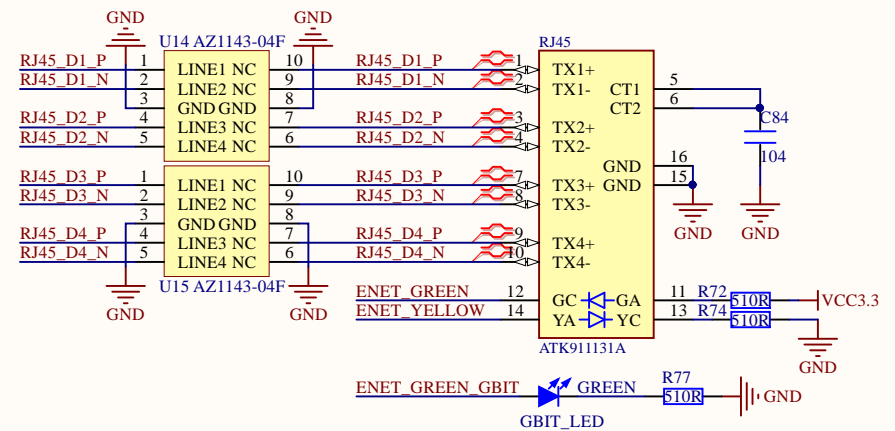 GND GND
U14 AZ1143-04F RJ45
RJ45_D1_P 1 LINE1 NC 10 RJ45_D1_P 1 TX1+
RJ45_D1_N 2 LINE2 NC 9 RJ45_D1_N 2 TX1- CT1 5
3 GND GND 8 CT2 6
RJ45_D2_P 4 LINE3 NC 7 RJ45_D2_P 3 TX2+ C84
RJ45_D2_N 5 LINE4 NC 6 RJ45_D2_N 4 TX2- 104
GND 16
RJ45_D3_P 1 LINE1 NC 10 RJ45_D3_P 7 TX3+ GND 15
RJ45_D3_N 2 LINE2 NC 9 RJ45_D3_N 8 TX3-
3 GND GND 8 GND GND
RJ45_D4_P 4 LINE3 NC 7 RJ45_D4_P 9 TX4+
RJ45_D4_N 5 LINE4 NC 6 RJ45_D4_N 10 TX4-
U15 AZ1143-04F
ENET_GREEN 12 GC GA 11 R72 510R VCC3.3
GND GND
ENET_YELLOW 14 YA YC 13 R74 510R
ATK911131A
GND
ENET_GREEN_GBIT GREEN R77 510R GND
GBIT_LED